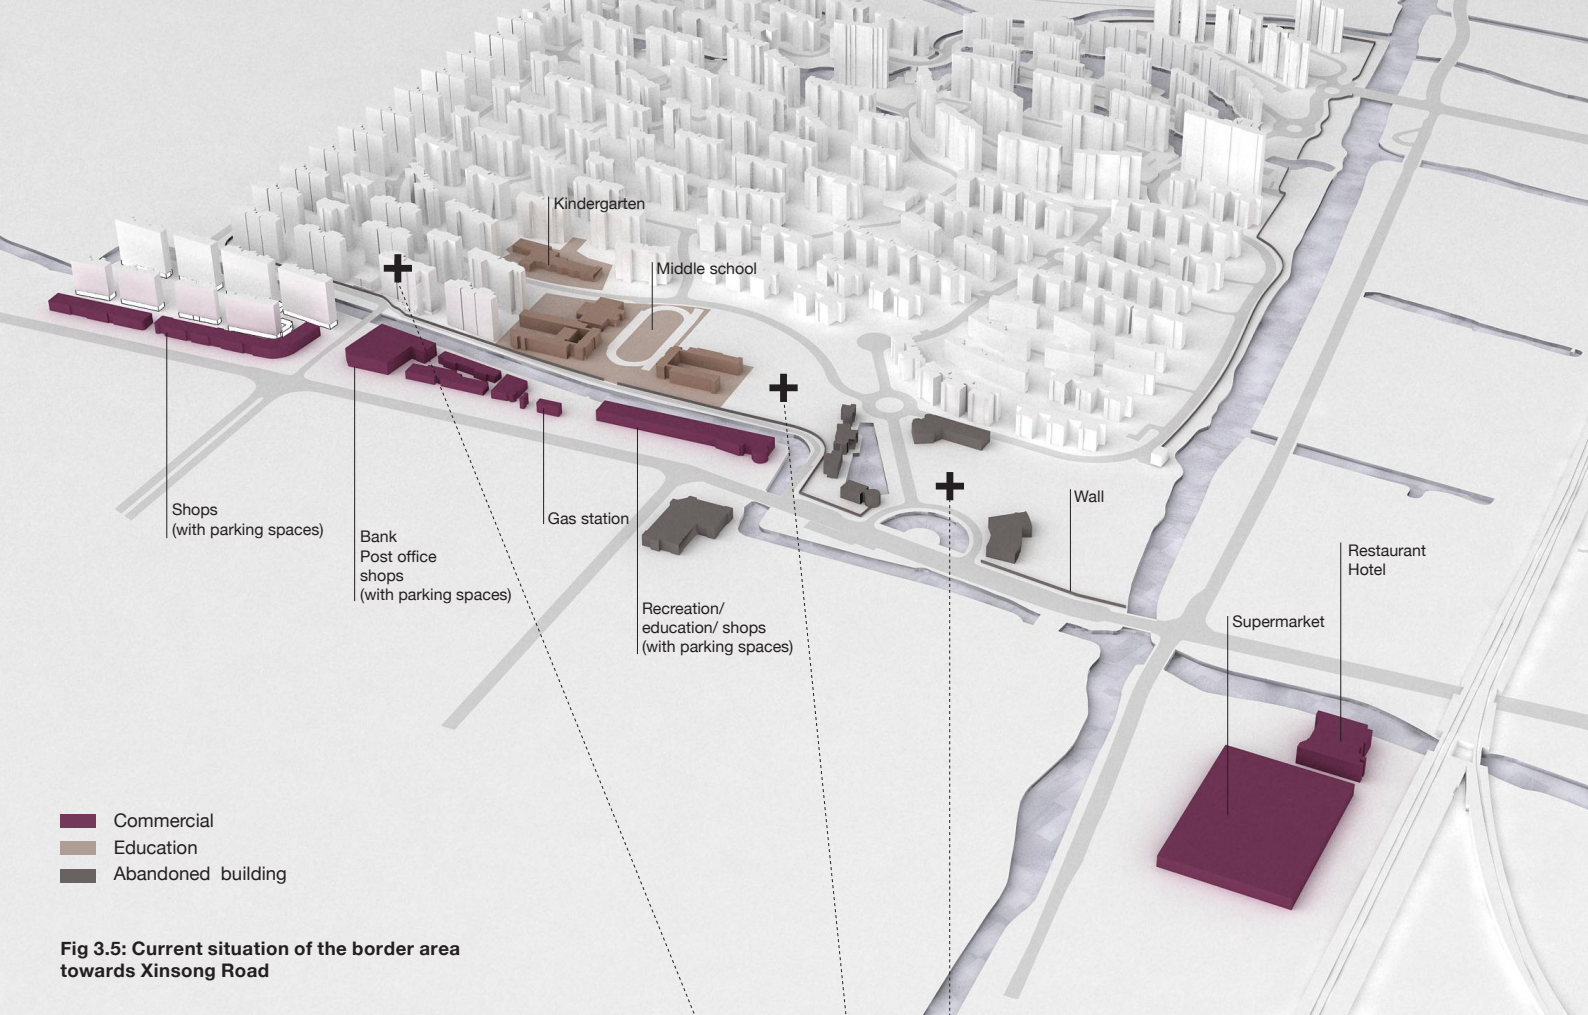 Kindergarten
Middle school
Shops
(with parking spaces)
Bank
Post office
shops
(with parking spaces)
Gas station
Recreation/
education/ shops
(with parking spaces)
Wall
Restaurant
Hotel
Supermarket
Commercial
Education
Abandoned building
Fig 3.5: Current situation of the border area
towards Xinsong Road